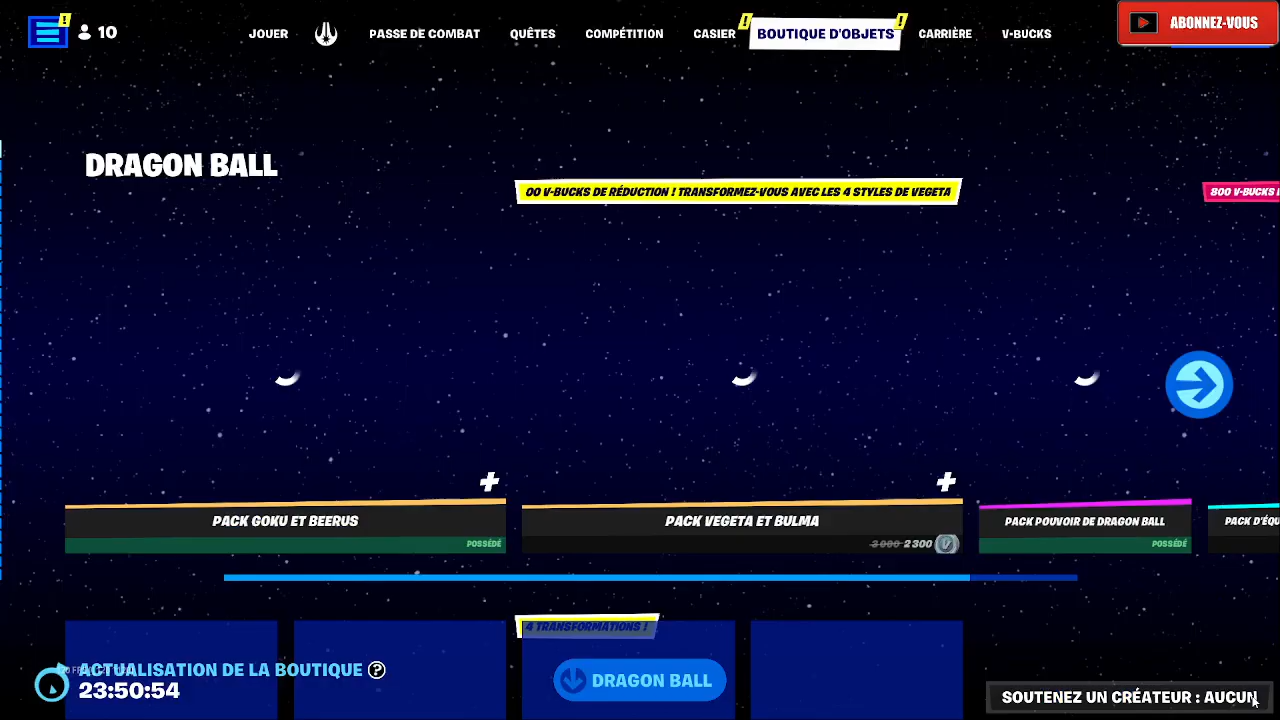 10
JOUER
PASSE DE COMBAT
QUÊTES
COMPÉTITION
CASIER
BOUTIQUE D'OBJETS
CARRIÈRE
V-BUCKS
ABONNEZ-VOUS
DRAGON BALL
00 V-BUCKS DE RÉDUCTION ! TRANSFORMEZ-VOUS AVEC LES 4 STYLES DE VEGETA
800 V-BUCKS
PACK GOKU ET BEERUS
POSSÉDÉ
PACK VEGETA ET BULMA
3 000 2 300
PACK POUVOIR DE DRAGON BALL
POSSÉDÉ
PACK D'ÉQU
4 TRANSFORMATIONS !
ACTUALISATION DE LA BOUTIQUE ?
23:50:54
DRAGON BALL
SOUTENEZ UN CRÉATEUR : AUCUN